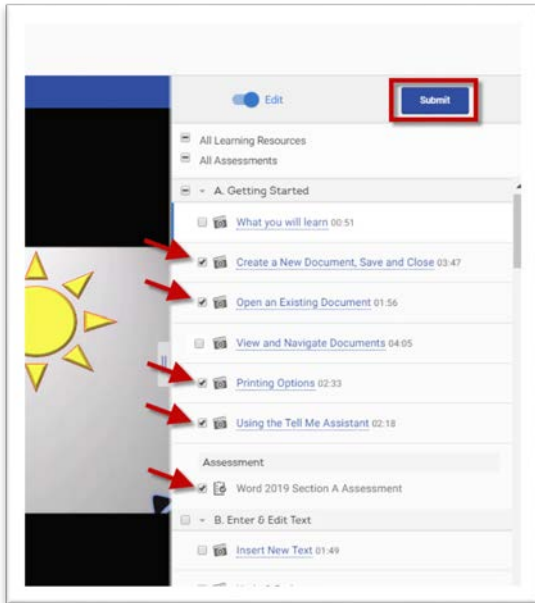 Edit
Submit
All Learning Resources
All Assessments
A. Getting Started
What you will learn 00:51
Create a New Document, Save and Close 03:47
Open an Existing Document 01:56
View and Navigate Documents 04:05
Printing Options 02:33
Using the Tell Me Assistant 02:18
Assessment
Word 2019 Section A Assessment
B. Enter & Edit Text
Insert New Text 01:49